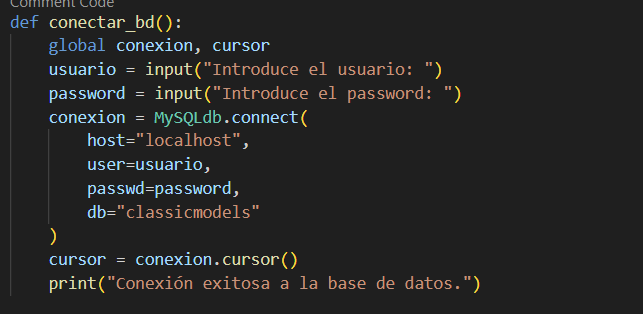 Comment Code
def conectar_bd():
    global conexion, cursor
    usuario = input("Introduce el usuario: ")
    password = input("Introduce el password: ")
    conexion = MySQLdb.connect(
        host="localhost",
        user=usuario,
        passwd=password,
        db="classicmodels"
    )
    cursor = conexion.cursor()
    print("Conexión exitosa a la base de datos.")